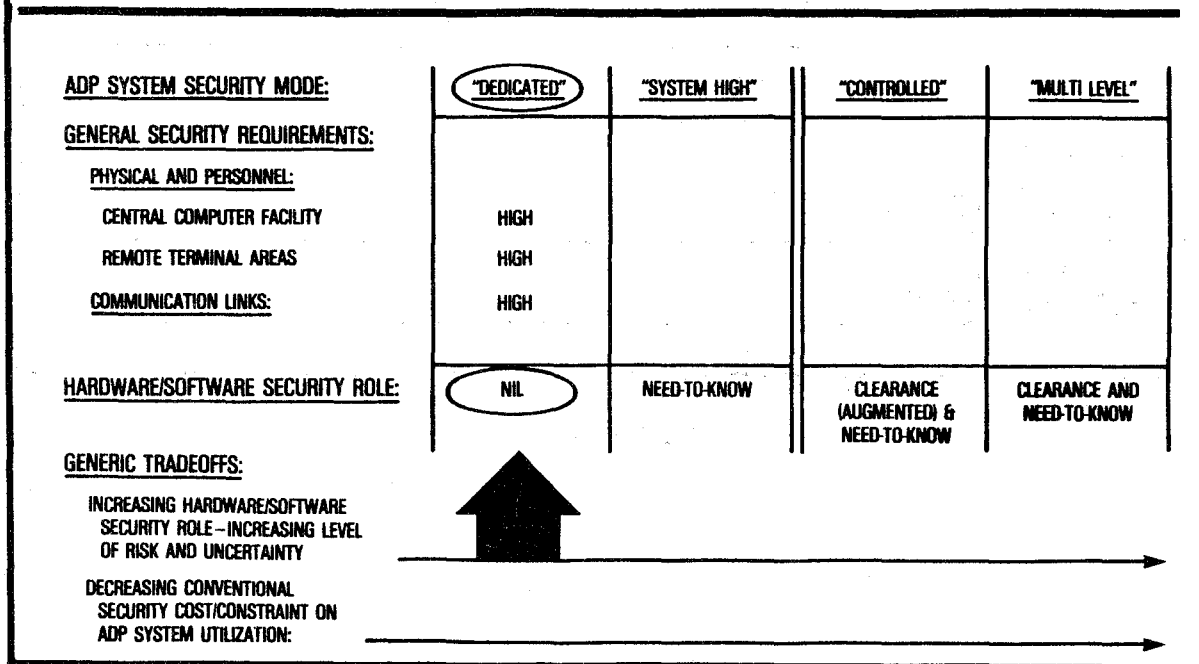 ADP SYSTEM SECURITY MODE: "DEDICATED" "SYSTEM HIGH" "CONTROLLED" "MULTI LEVEL"
GENERAL SECURITY REQUIREMENTS:
PHYSICAL AND PERSONNEL:
CENTRAL COMPUTER FACILITY HIGH
REMOTE TERMINAL AREAS HIGH
COMMUNICATION LINKS: HIGH
HARDWARE/SOFTWARE SECURITY ROLE: NIL NEED-TO-KNOW CLEARANCE CLEARANCE AND
(AUGMENTED) & NEED-TO-KNOW
NEED-TO-KNOW
GENERIC TRADEOFFS:
INCREASING HARDWARE/SOFTWARE
SECURITY ROLE–INCREASING LEVEL
OF RISK AND UNCERTAINTY
DECREASING CONVENTIONAL
SECURITY COST/CONSTRAINT ON
ADP SYSTEM UTILIZATION: